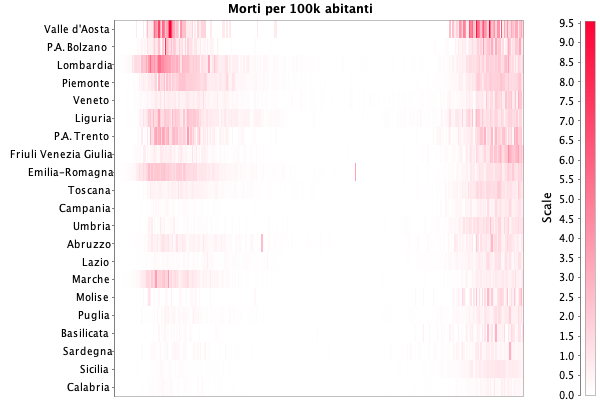 Morti per 100k abitanti
Valle d'Aosta
P.A. Bolzano
Lombardia
Piemonte
Veneto
Liguria
P.A. Trento
Friuli Venezia Giulia
Emilia-Romagna
Toscana
Campania
Umbria
Abruzzo
Lazio
Marche
Molise
Puglia
Basilicata
Sardegna
Sicilia
Calabria
Scale
9.5
9.0
8.5
8.0
7.5
7.0
6.5
6.0
5.5
5.0
4.5
4.0
3.5
3.0
2.5
2.0
1.5
1.0
0.5
0.0